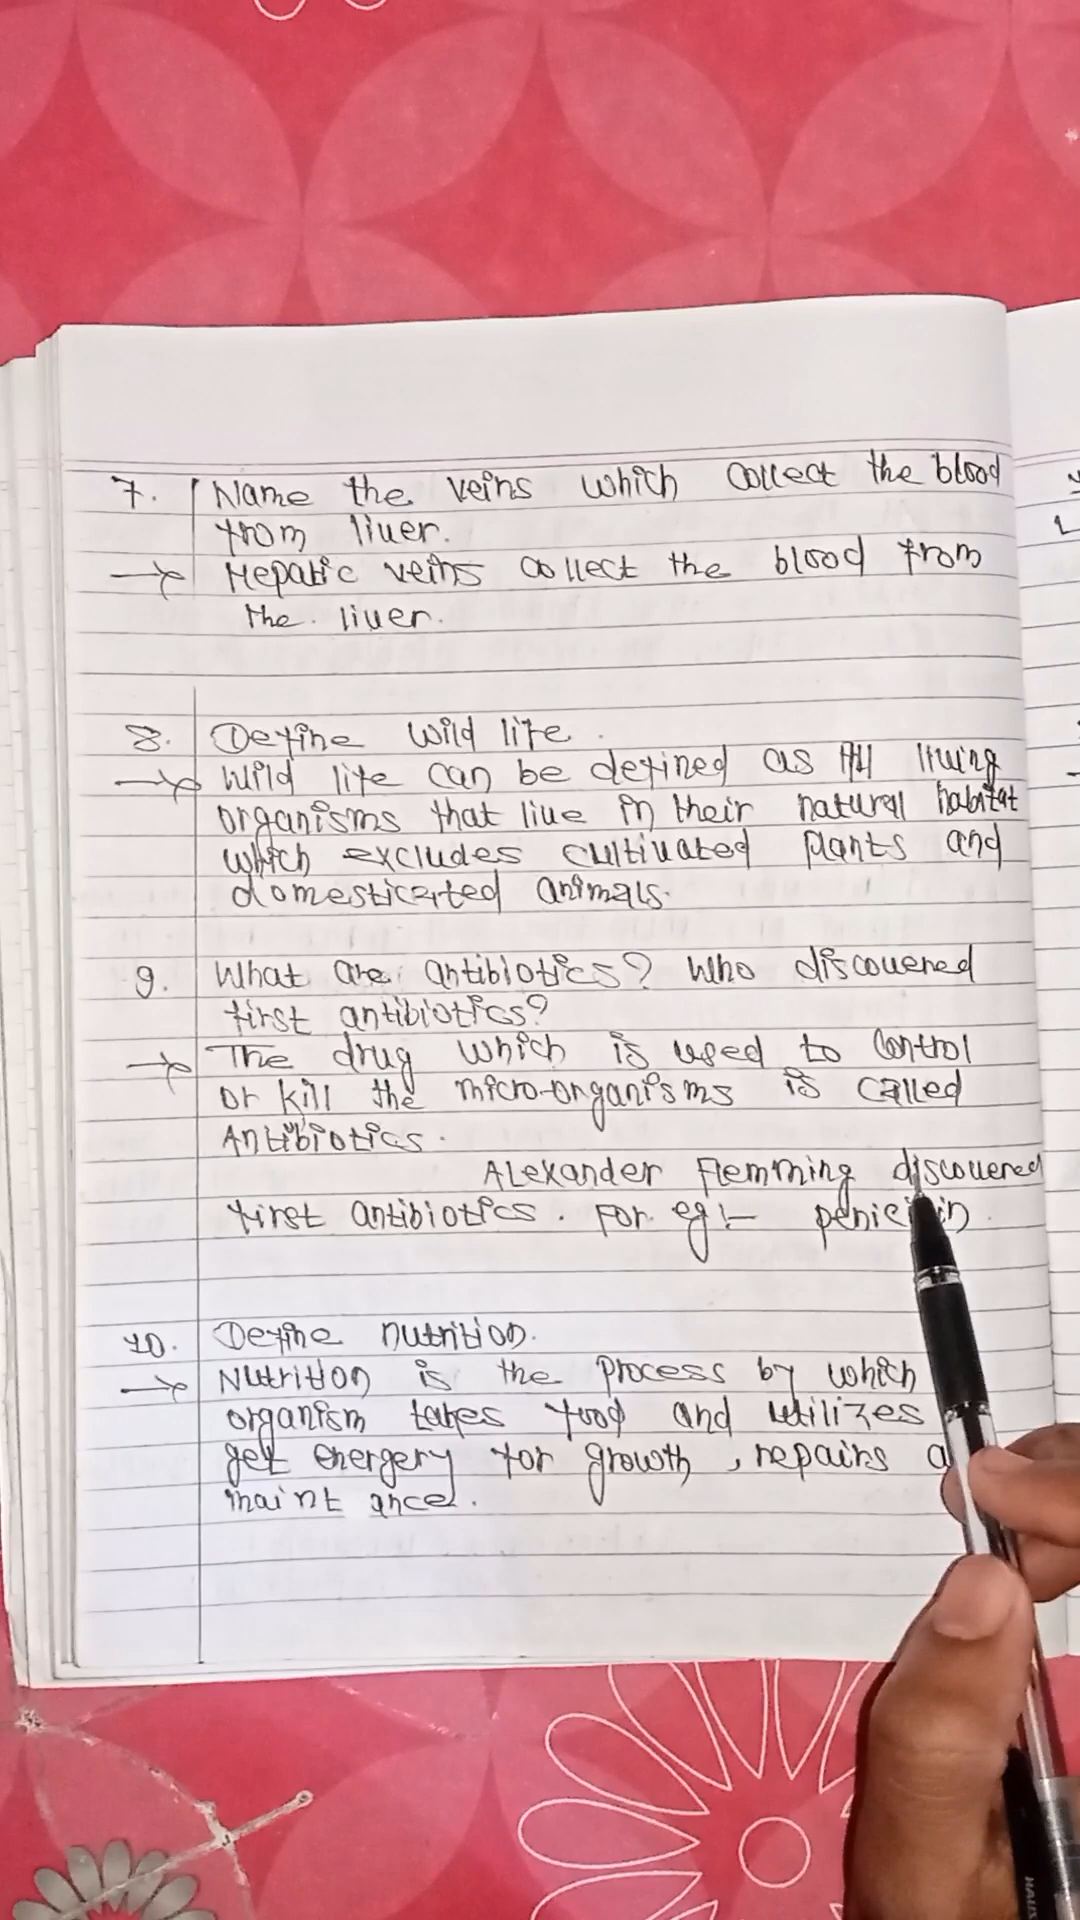 7. Name the veins which collect the blood
from liver.
→ Hepatic veins collect the blood from
the liver.
8. Define wild life.
→ Wild life can be defined as All living
organisms that live in their natural habitat
which excludes cultivated plants and
domesticated animals.
9. What are antibiotics? Who discovered
first antibiotics?
→ The drug which is used to control
or kill the micro-organisms is called
Antibiotics.
Alexander Flemming discovered
first antibiotics. For eg:-
10. Define nutrition.
→ Nutrition is the process by which
organism takes food and utilizes
get energery for growth, repairs
maint ance.